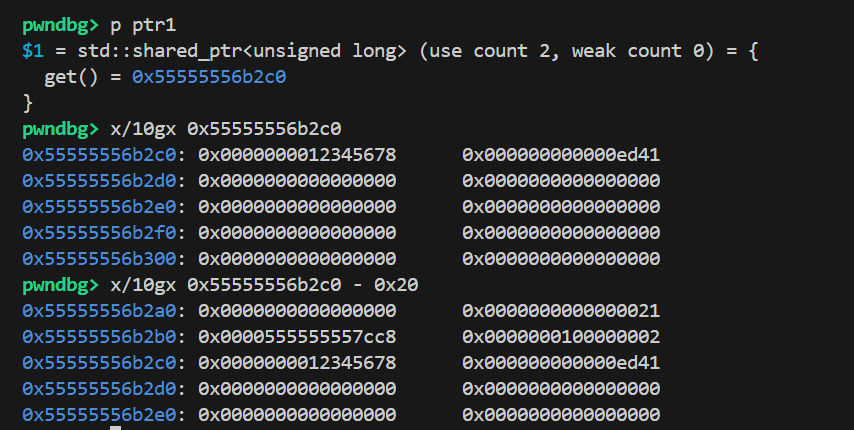 pwndbg> p ptr1
$1 = std::shared_ptr<unsigned long> (use count 2, weak count 0) = {
  get() = 0x55555556b2c0
}
pwndbg> x/10gx 0x55555556b2c0
0x55555556b2c0: 0x0000000012345678      0x000000000000ed41
0x55555556b2d0: 0x0000000000000000      0x0000000000000000
0x55555556b2e0: 0x0000000000000000      0x0000000000000000
0x55555556b2f0: 0x0000000000000000      0x0000000000000000
0x55555556b300: 0x0000000000000000      0x0000000000000000
pwndbg> x/10gx 0x55555556b2c0 - 0x20
0x55555556b2a0: 0x0000000000000000      0x0000000000000021
0x55555556b2b0: 0x0000555555557cc8      0x0000000100000002
0x55555556b2c0: 0x0000000012345678      0x000000000000ed41
0x55555556b2d0: 0x0000000000000000      0x0000000000000000
0x55555556b2e0: 0x0000000000000000      0x0000000000000000